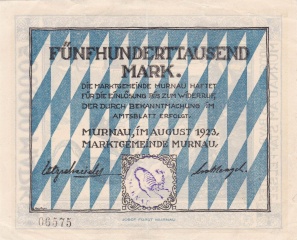 FÜNFHUNDERTTAUSEND
MARK.
DIE MARKTGEMEINDE MURNAU HAFTET
FÜR DIE EINLÖSUNG BIS ZUM WIDERRUF
DER DURCH BEKANNTMACHUNG IM
AMTSBLATT ERFOLGT.
MURNAU, IM AUGUST 1923.
MARKTGEMEINDE MURNAU.
06575